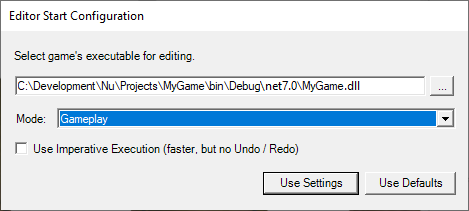 Editor Start Configuration
Select game's executable for editing.
C:\Development\Nu\Projects\MyGame\bin\Debug\net7.0\MyGame.dll ...
Mode: Gameplay
Use Imperative Execution (faster, but no Undo / Redo)
Use Settings Use Defaults